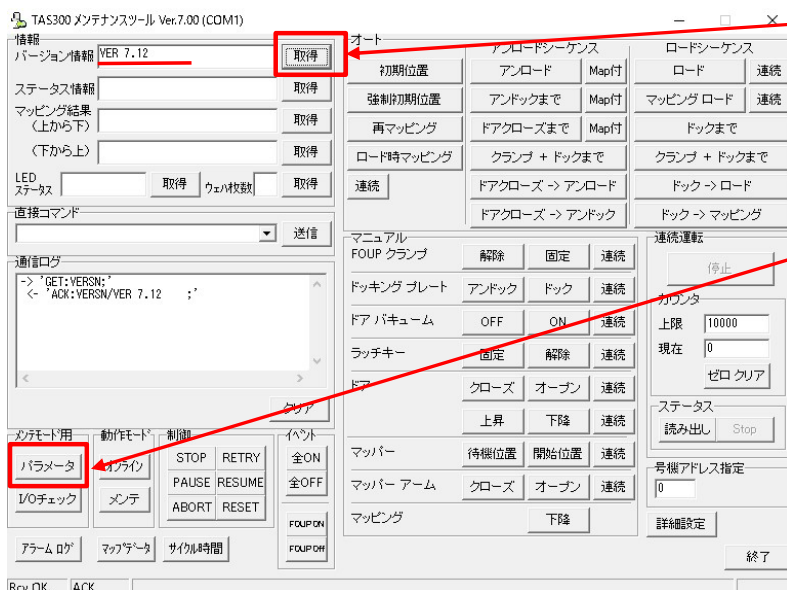 TAS300 メンテナンスツール Ver.7.00 (COM1)
情報
バージョン情報 VER 7.12 取得
ステータス情報 取得
マッピング結果
（上から下） 取得
（下から上） 取得
LED
ステータス 取得 ウェハ枚数 取得
直接コマンド
送信
通信ログ
-> 'GET:VERSN;'
<- 'ACK:VERSN/VER 7.12 ;'
クリア
メンテモード用
パラメータ
I/Oチェック
動作モード
オンライン
メンテ
制御
STOP RETRY
PAUSE RESUME
ABORT RESET
イベント
全ON
全OFF
FOUP ON
FOUP Off
アラーム ログ マップデータ サイクル時間
オート
初期位置
強制初期位置
再マッピング
ロード時マッピング
連続
アンロードシーケンス
アンロード Map付
アンドックまで Map付
ドアクローズまで Map付
クランプ + ドックまで
ドアクローズ -> アンロード
ドアクローズ -> アンドック
ロードシーケンス
ロード 連続
マッピング ロード 連続
ドックまで
クランプ + ドックまで
ドック -> ロード
ドック -> マッピング
マニュアル
FOUP クランプ 解除 固定 連続
ドッキング プレート アンドック ドック 連続
ドア バキューム OFF ON 連続
ラッチキー 固定 解除 連続
ドア クローズ オープン 連続
上昇 下降 連続
マッパー 待機位置 開始位置 連続
マッパー アーム クローズ オープン 連続
マッピング 下降
連続運転
停止
カウンタ
上限 10000
現在 0
ゼロ クリア
ステータス
読み出し Stop
号機アドレス指定
0
詳細設定
終了
Rcv OK ACK